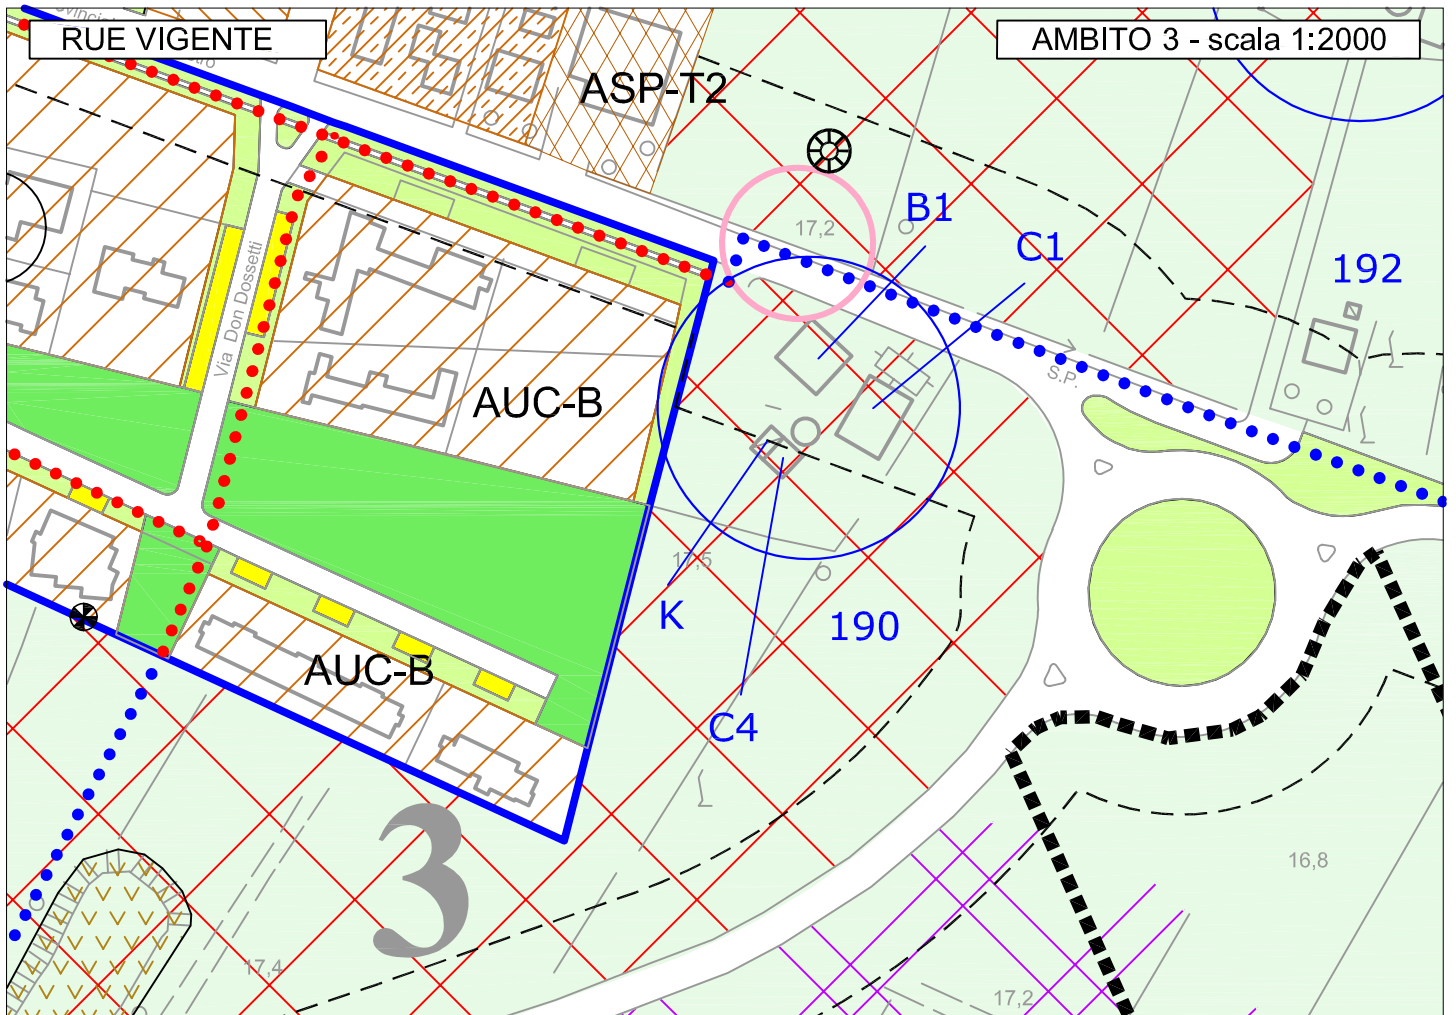 RUE VIGENTE
AMBITO 3 - scala 1:2000
ASP-T2
B1
17,2
C1
192
Via Don Dossetti
S.P.
AUC-B
17,5
K
190
AUC-B
C4
3
16,8
17,4
17,2